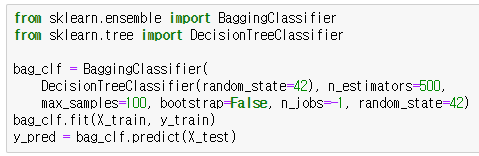 from sklearn.ensemble import BaggingClassifier
from sklearn.tree import DecisionTreeClassifier
bag_clf = BaggingClassifier(
DecisionTreeClassifier(random_state=42), n_estimators=500,
max_samples=100, bootstrap=False, n_jobs=-1, random_state=42)
bag_clf.fit(X_train, y_train)
y_pred = bag_clf.predict(X_test)